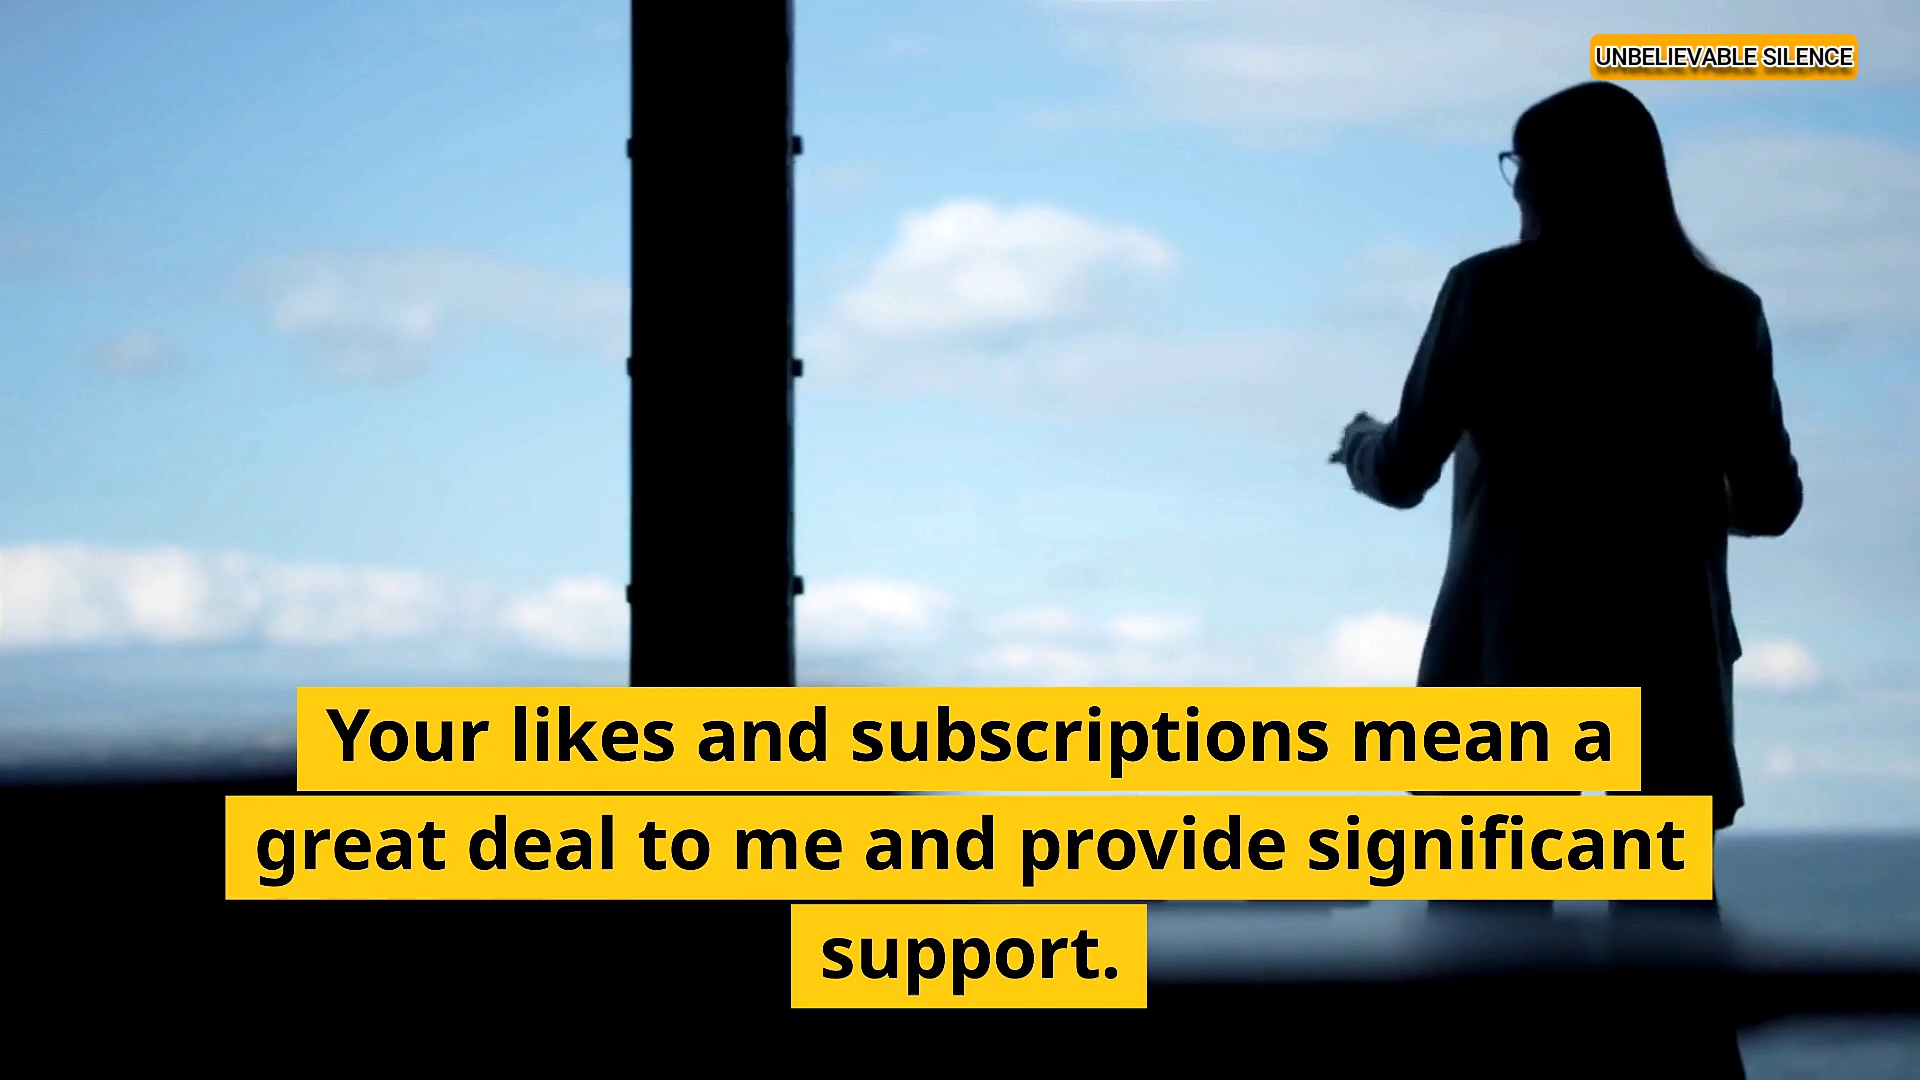 UNBELIEVABLE SILENCE
Your likes and subscriptions mean a
great deal to me and provide significant
support.